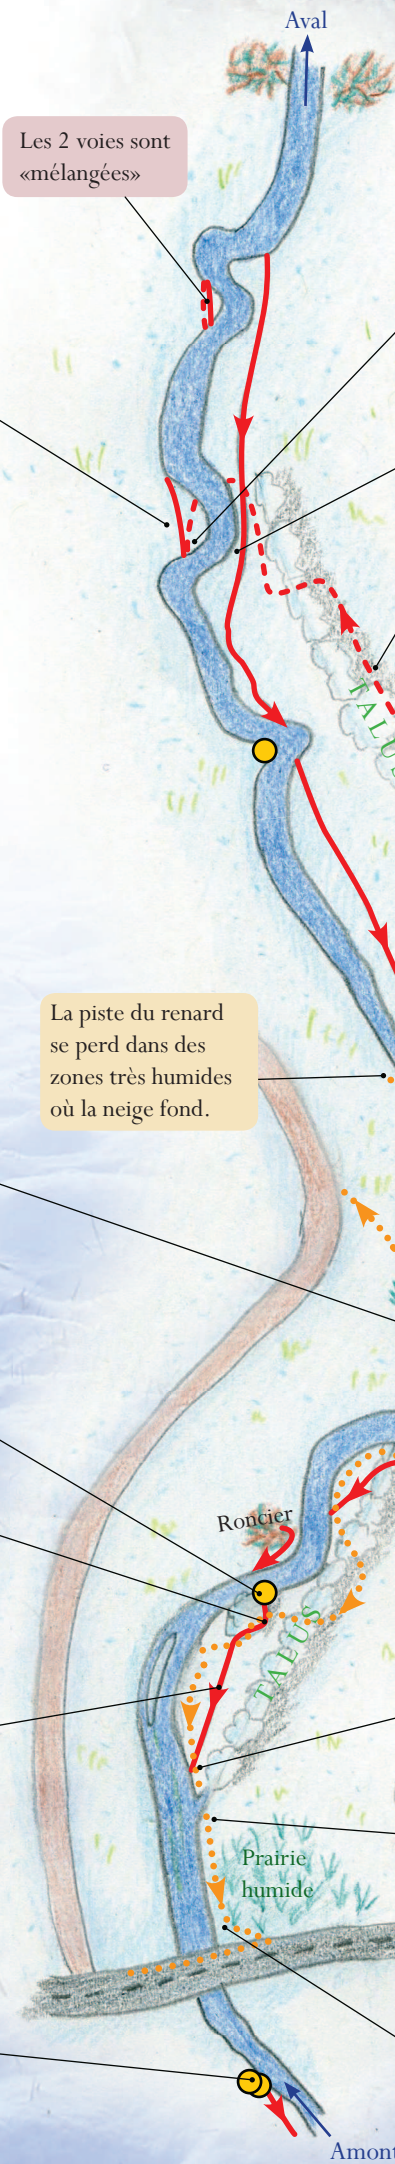 Aval
Les 2 voies sont
«mélangées»
TALUS
La piste du renard
se perd dans des
zones très humides
où la neige fond.
Roncier
TALUS
Prairie
humide
Amont